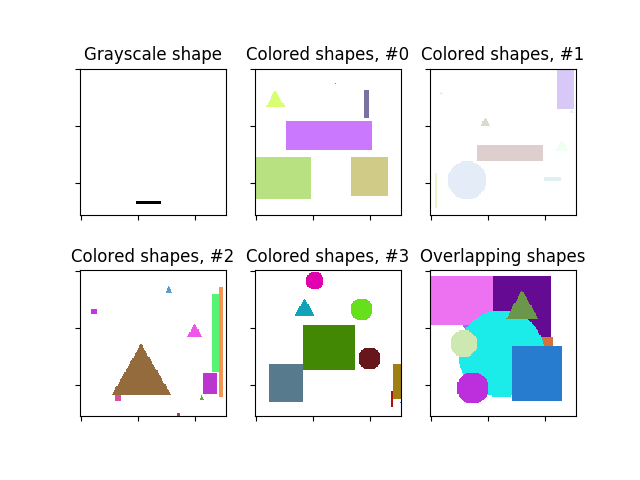 Grayscale shape
Colored shapes, #0
Colored shapes, #1
Colored shapes, #2
Colored shapes, #3
Overlapping shapes